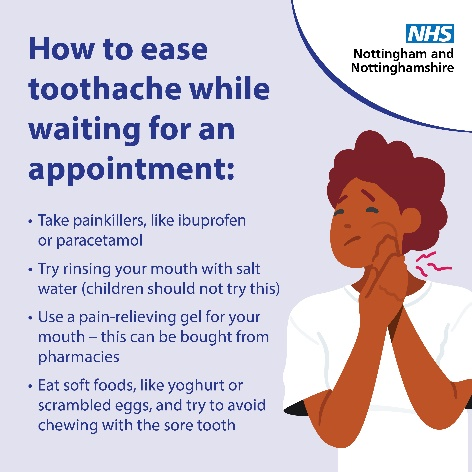 NHS
Nottingham and
Nottinghamshire
How to ease
toothache while
waiting for an
appointment:
• Take painkillers, like ibuprofen
or paracetamol
• Try rinsing your mouth with salt
water (children should not try this)
• Use a pain-relieving gel for your
mouth – this can be bought from
pharmacies
• Eat soft foods, like yoghurt or
scrambled eggs, and try to avoid
chewing with the sore tooth